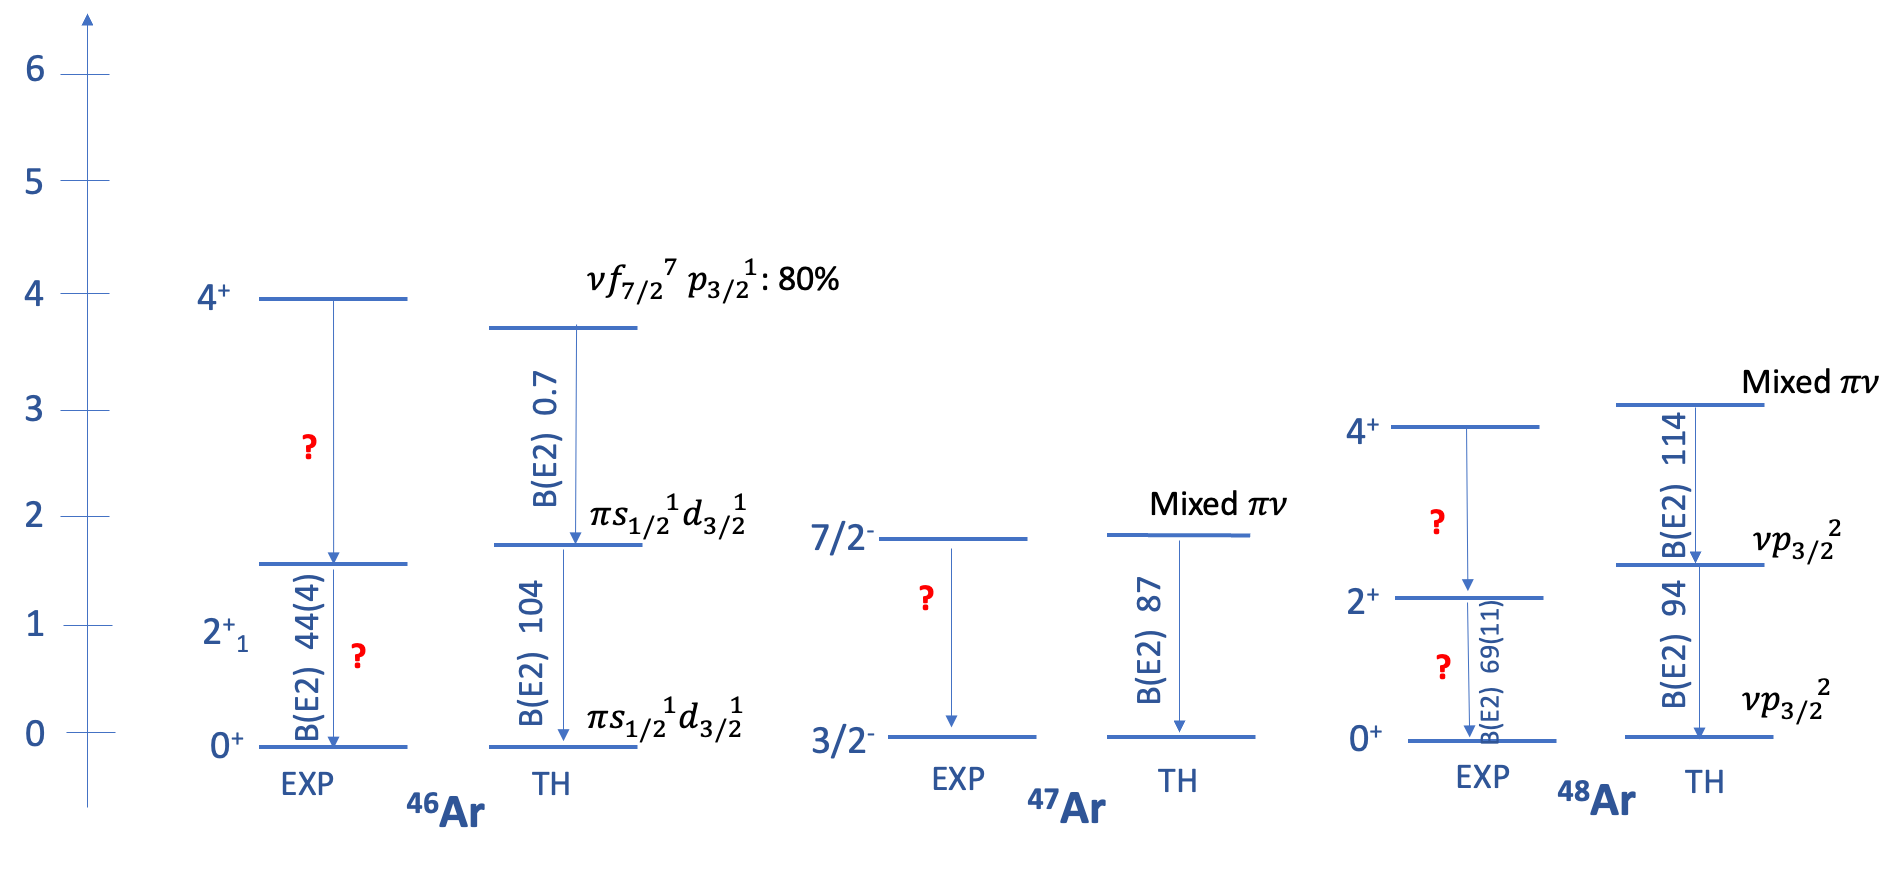 6
5
4
3
2
1
0
4⁺
2⁺₁
0⁺
?
B(E2) 44(4)
?
EXP
νf₇/₂⁷ p₃/₂¹: 80%
B(E2) 0.7
πs₁/₂¹d₃/₂¹
B(E2) 104
πs₁/₂¹d₃/₂¹
TH
⁴⁶Ar
7/2⁻
?
3/2⁻
EXP
Mixed πν
B(E2) 87
TH
⁴⁷Ar
4⁺
?
2⁺
?
B(E2) 69(11)
0⁺
EXP
Mixed πν
B(E2) 114
νp₃/₂²
B(E2) 94
νp₃/₂²
TH
⁴⁸Ar